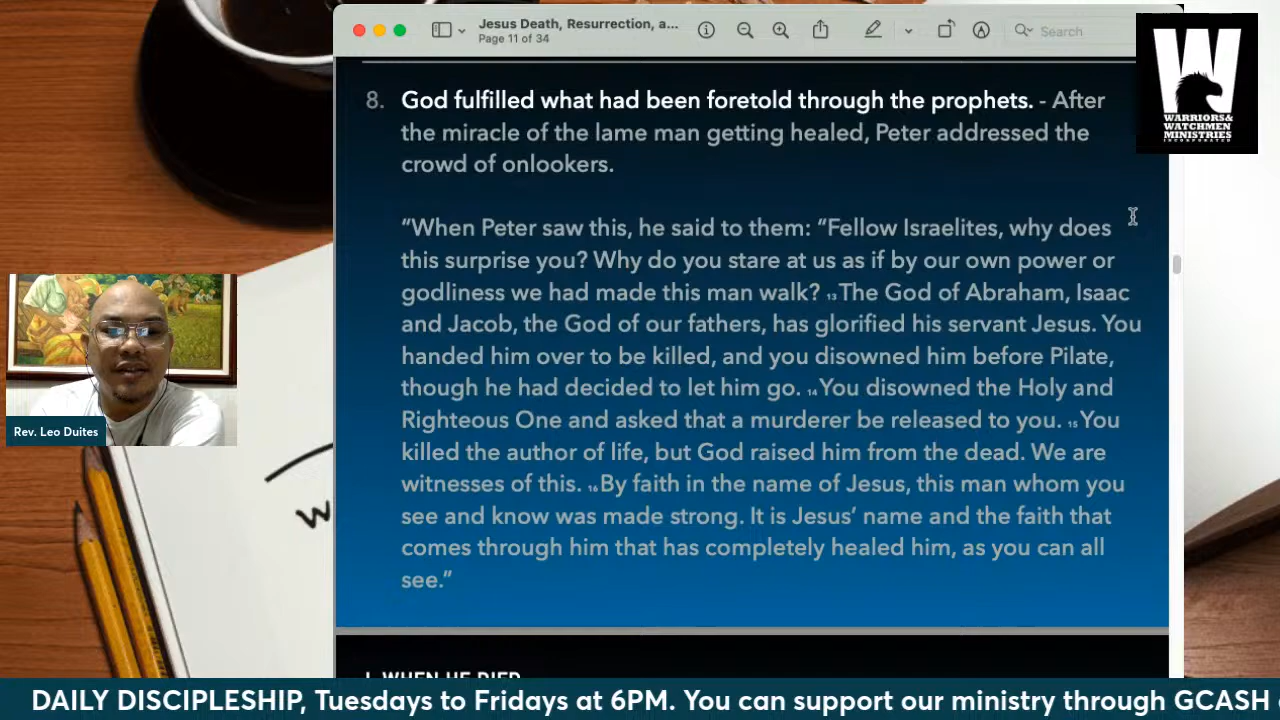 Jesus Death, Resurrection, a...
Page 11 of 34
Search
W
WARRIORS&
WATCHMEN
MINISTRIES
INCORPORATED
8. God fulfilled what had been foretold through the prophets. - After
the miracle of the lame man getting healed, Peter addressed the
crowd of onlookers.
“When Peter saw this, he said to them: “Fellow Israelites, why does
this surprise you? Why do you stare at us as if by our own power or
godliness we had made this man walk? 13 The God of Abraham, Isaac
and Jacob, the God of our fathers, has glorified his servant Jesus. You
handed him over to be killed, and you disowned him before Pilate,
though he had decided to let him go. 14 You disowned the Holy and
Righteous One and asked that a murderer be released to you. 15 You
killed the author of life, but God raised him from the dead. We are
witnesses of this. 16 By faith in the name of Jesus, this man whom you
see and know was made strong. It is Jesus’ name and the faith that
comes through him that has completely healed him, as you can all
see.”
Rev. Leo Duites
I. WHEN HE DIED
DAILY DISCIPLESHIP, Tuesdays to Fridays at 6PM. You can support our ministry through GCASH